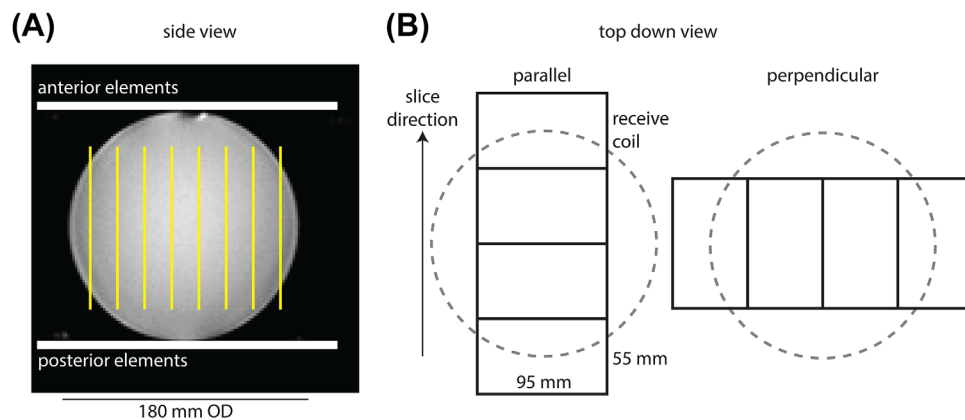 (A)
side view
anterior elements
posterior elements
180 mm OD
(B)
top down view
parallel
perpendicular
slice
direction
receive
coil
55 mm
95 mm